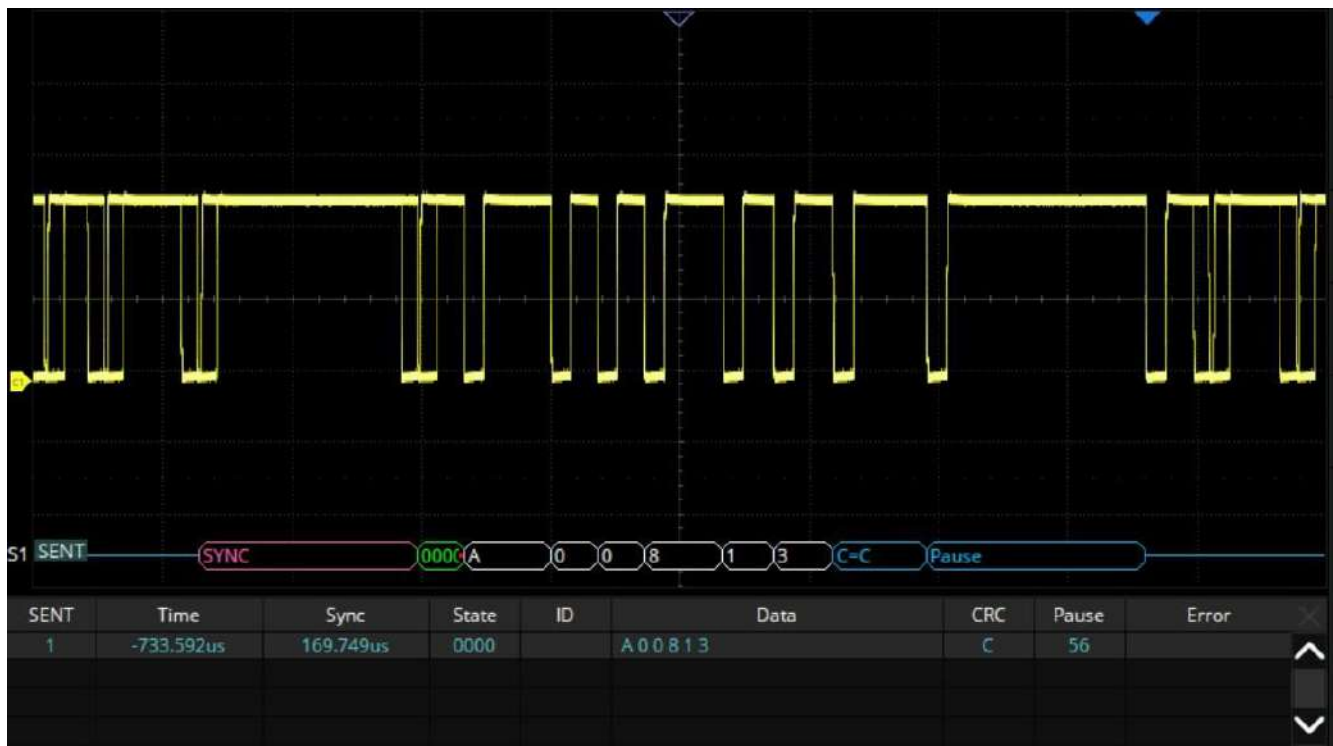 C1
S1 SENT SYNC 0000 A 0 0 8 1 3 C=C Pause
SENT Time Sync State ID Data CRC Pause Error
1 -733.592us 169.749us 0000 A 0 0 8 1 3 C 56